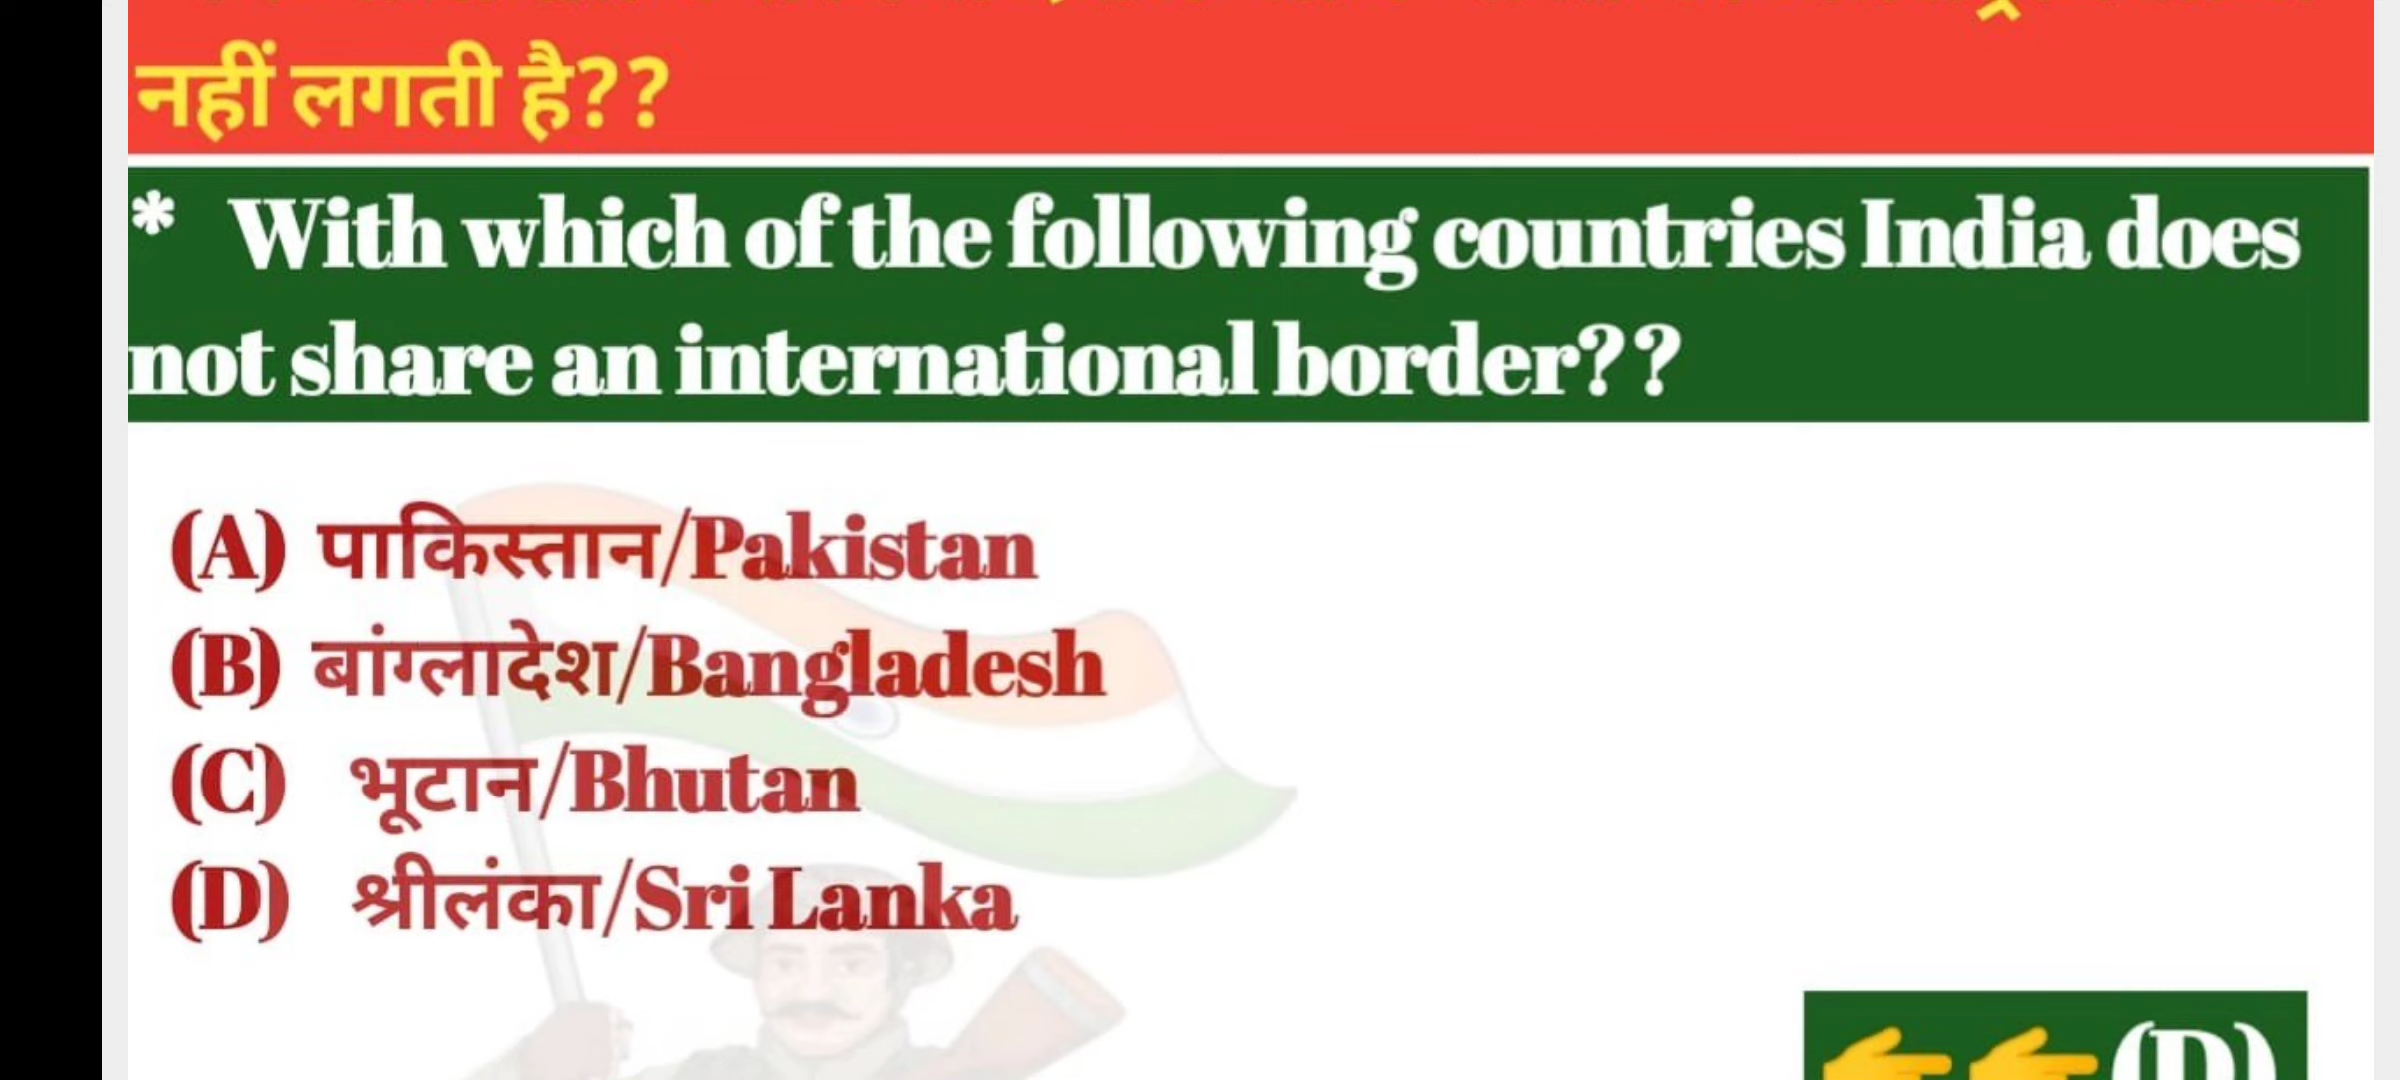 नहीं लगती है??
* With which of the following countries India does
not share an international border??
(A) पाकिस्तान/Pakistan
(B) बांग्लादेश/Bangladesh
(C) भूटान/Bhutan
(D) श्रीलंका/Sri Lanka
👉👉(D)